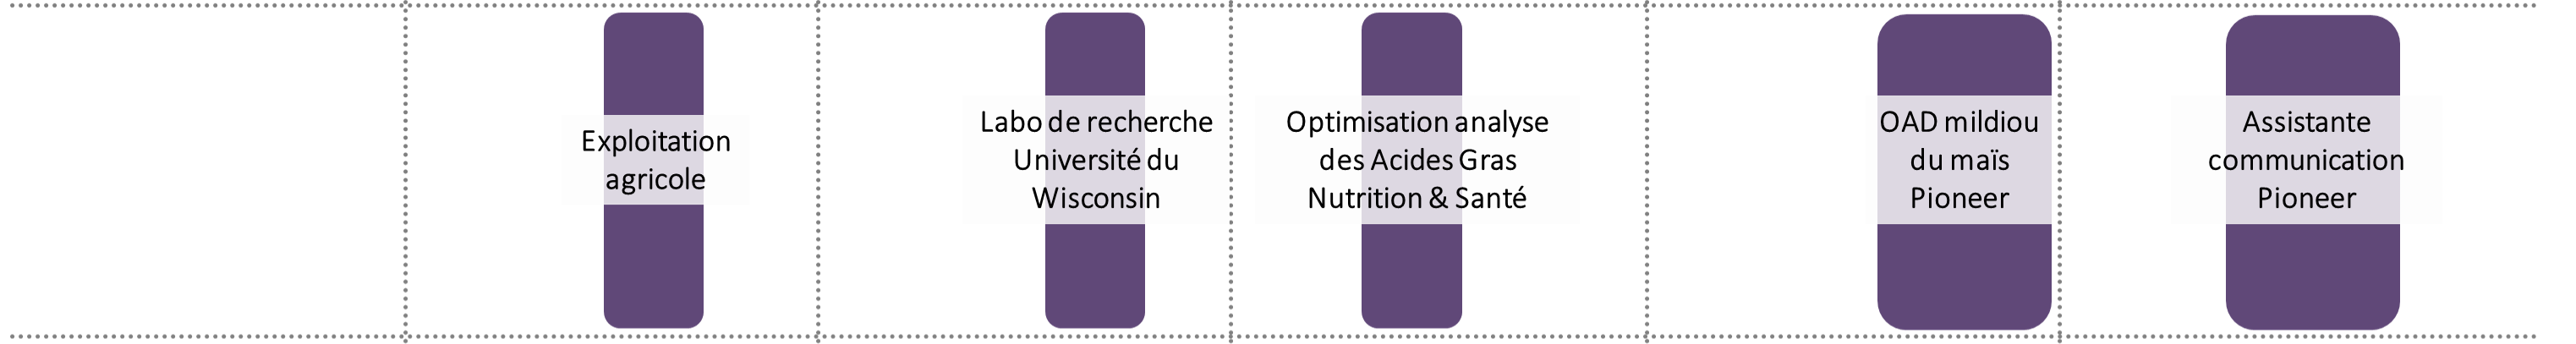 Exploitation
agricole
Labo de recherche
Université du
Wisconsin
Optimisation analyse
des Acides Gras
Nutrition & Santé
OAD mildiou
du maïs
Pioneer
Assistante
communication
Pioneer